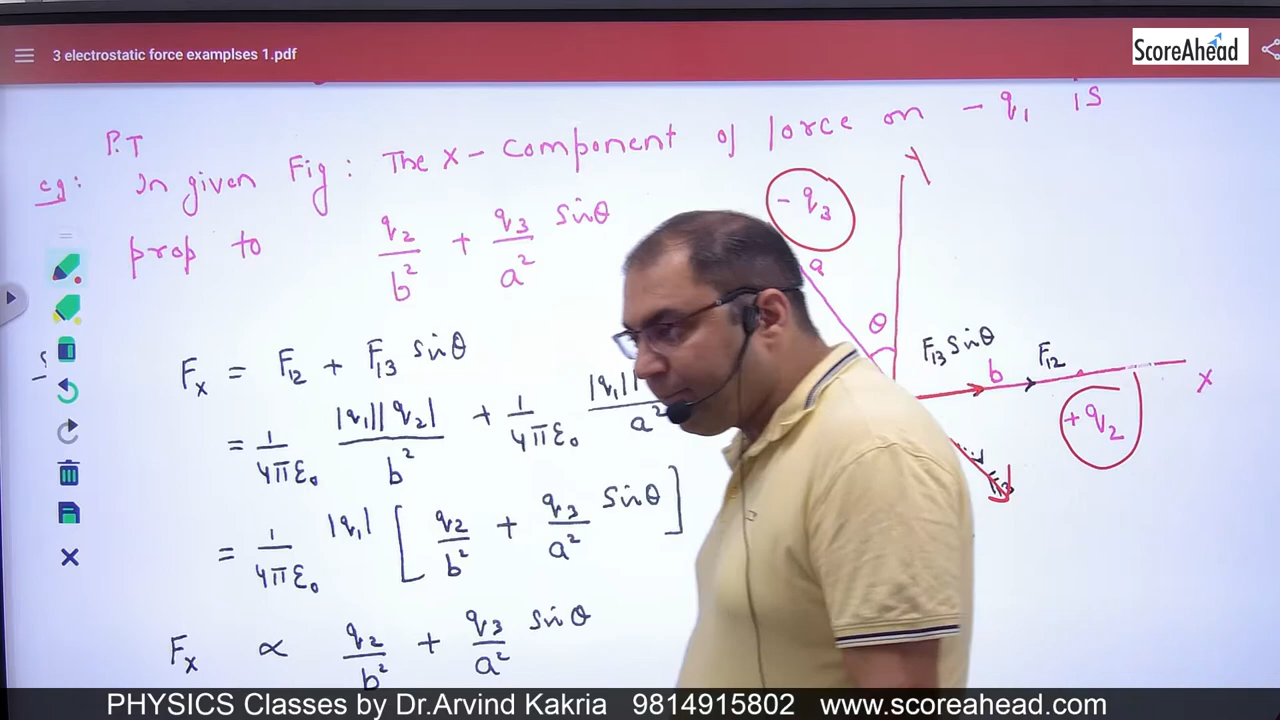 3 electrostatic force examplses 1.pdf
ScoreAhead
P.T
eg: In given Fig: The x-component of force on -q₁ is
prop to q₂/b² + q₃/a² sinθ
Fₓ = F₁₂ + F₁₃ sinθ
= 1/4πε₀ |q₁||q₂|/b² + 1/4πε₀ |q₁|| /a²
= 1/4πε₀ |q₁| [ q₂/b² + q₃/a² sinθ ]
Fₓ ∝ q₂/b² + q₃/a² sinθ
Y
-q₃
a
θ
F₁₃ sinθ
b
F₁₂
X
+q₂
F₁₃
PHYSICS Classes by Dr.Arvind Kakria 9814915802 www.scoreahead.com